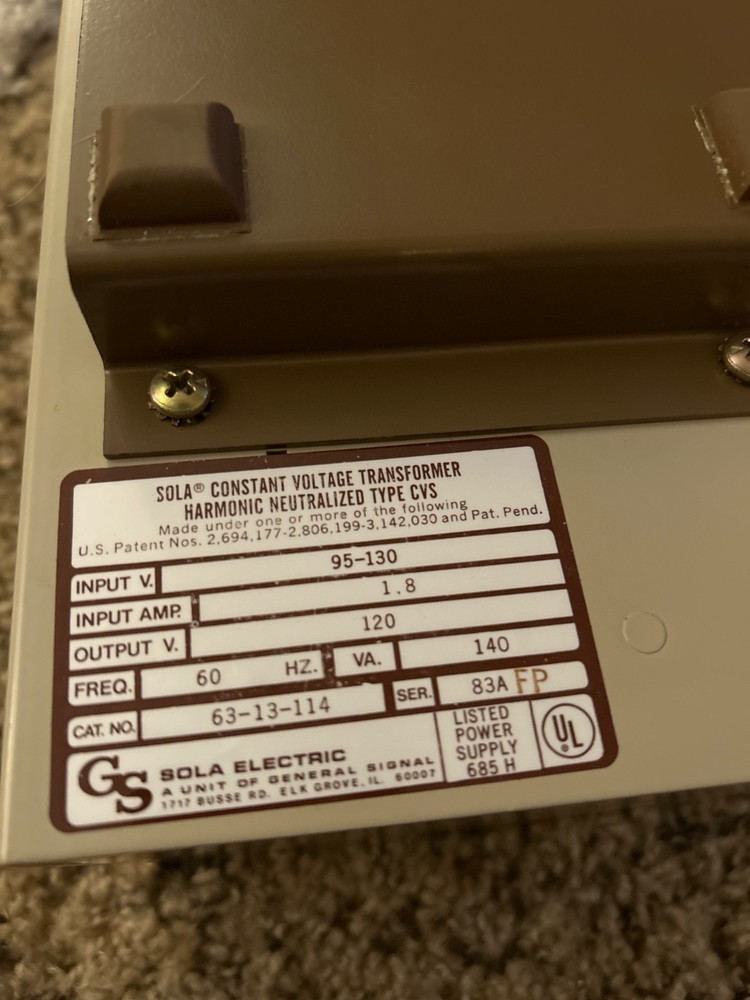 SOLA® CONSTANT VOLTAGE TRANSFORMER
HARMONIC NEUTRALIZED TYPE CVS
Made under one or more of the following
U.S. Patent Nos. 2,694,177-2,806,199-3,142,030 and Pat. Pend.
INPUT V. 95-130
INPUT AMP. 1.8
OUTPUT V. 120
FREQ. 60 HZ. VA. 140
CAT. NO. 63-13-114 SER. 83A FP
GS SOLA ELECTRIC
A UNIT OF GENERAL SIGNAL
1717 BUSSE RD. ELK GROVE, IL. 60007
LISTED
POWER
SUPPLY
685 H
UL